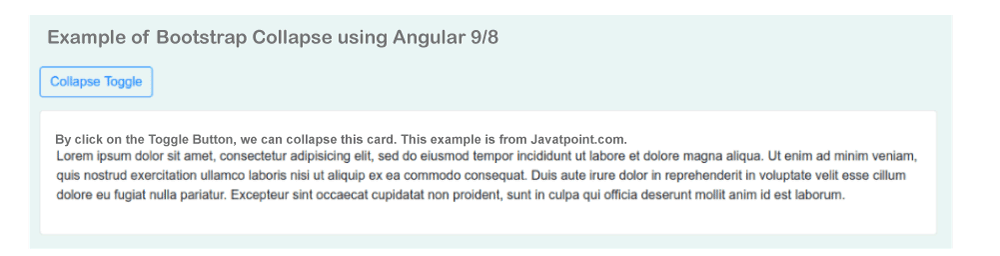 Example of Bootstrap Collapse using Angular 9/8
Collapse Toggle
By click on the Toggle Button, we can collapse this card. This example is from Javatpoint.com.
Lorem ipsum dolor sit amet, consectetur adipisicing elit, sed do eiusmod tempor incididunt ut labore et dolore magna aliqua. Ut enim ad minim veniam,
quis nostrud exercitation ullamco laboris nisi ut aliquip ex ea commodo consequat. Duis aute irure dolor in reprehenderit in voluptate velit esse cillum
dolore eu fugiat nulla pariatur. Excepteur sint occaecat cupidatat non proident, sunt in culpa qui officia deserunt mollit anim id est laborum.